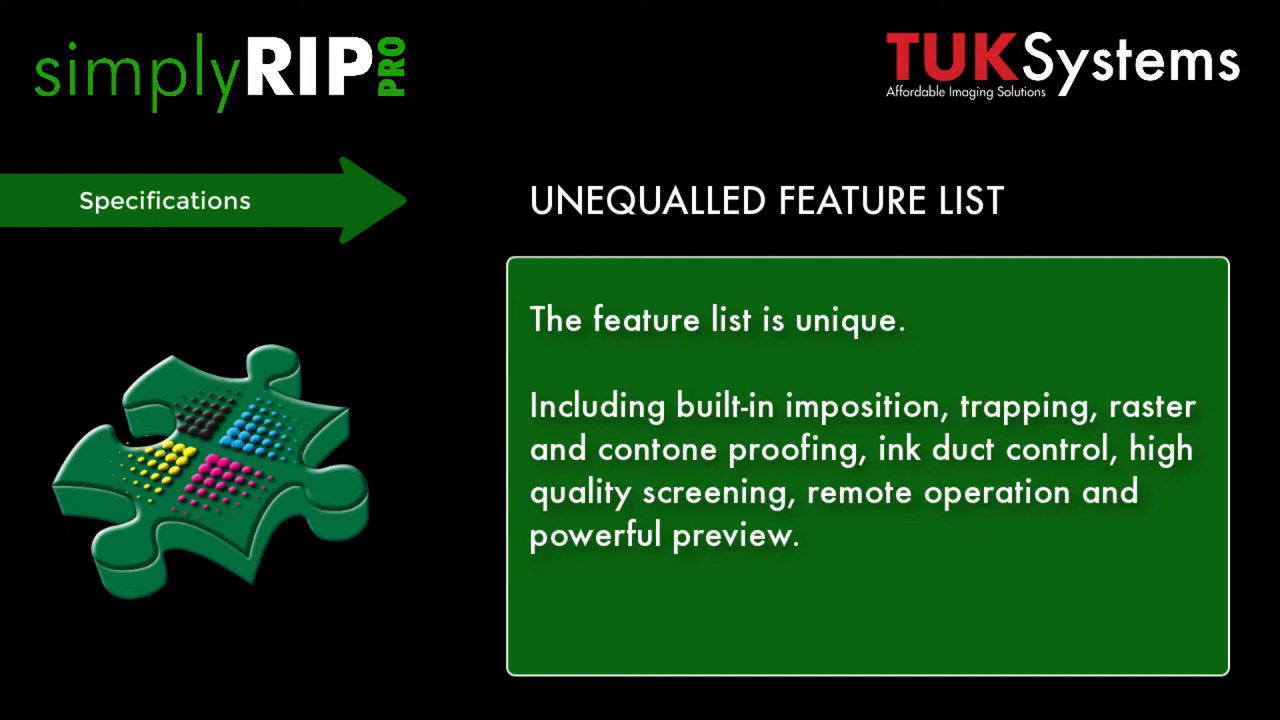 simplyRIP PRO
TUKSystems
Affordable Imaging Solutions
Specifications
UNEQUALLED FEATURE LIST
The feature list is unique.
Including built-in imposition, trapping, raster
and contone proofing, ink duct control, high
quality screening, remote operation and
powerful preview.